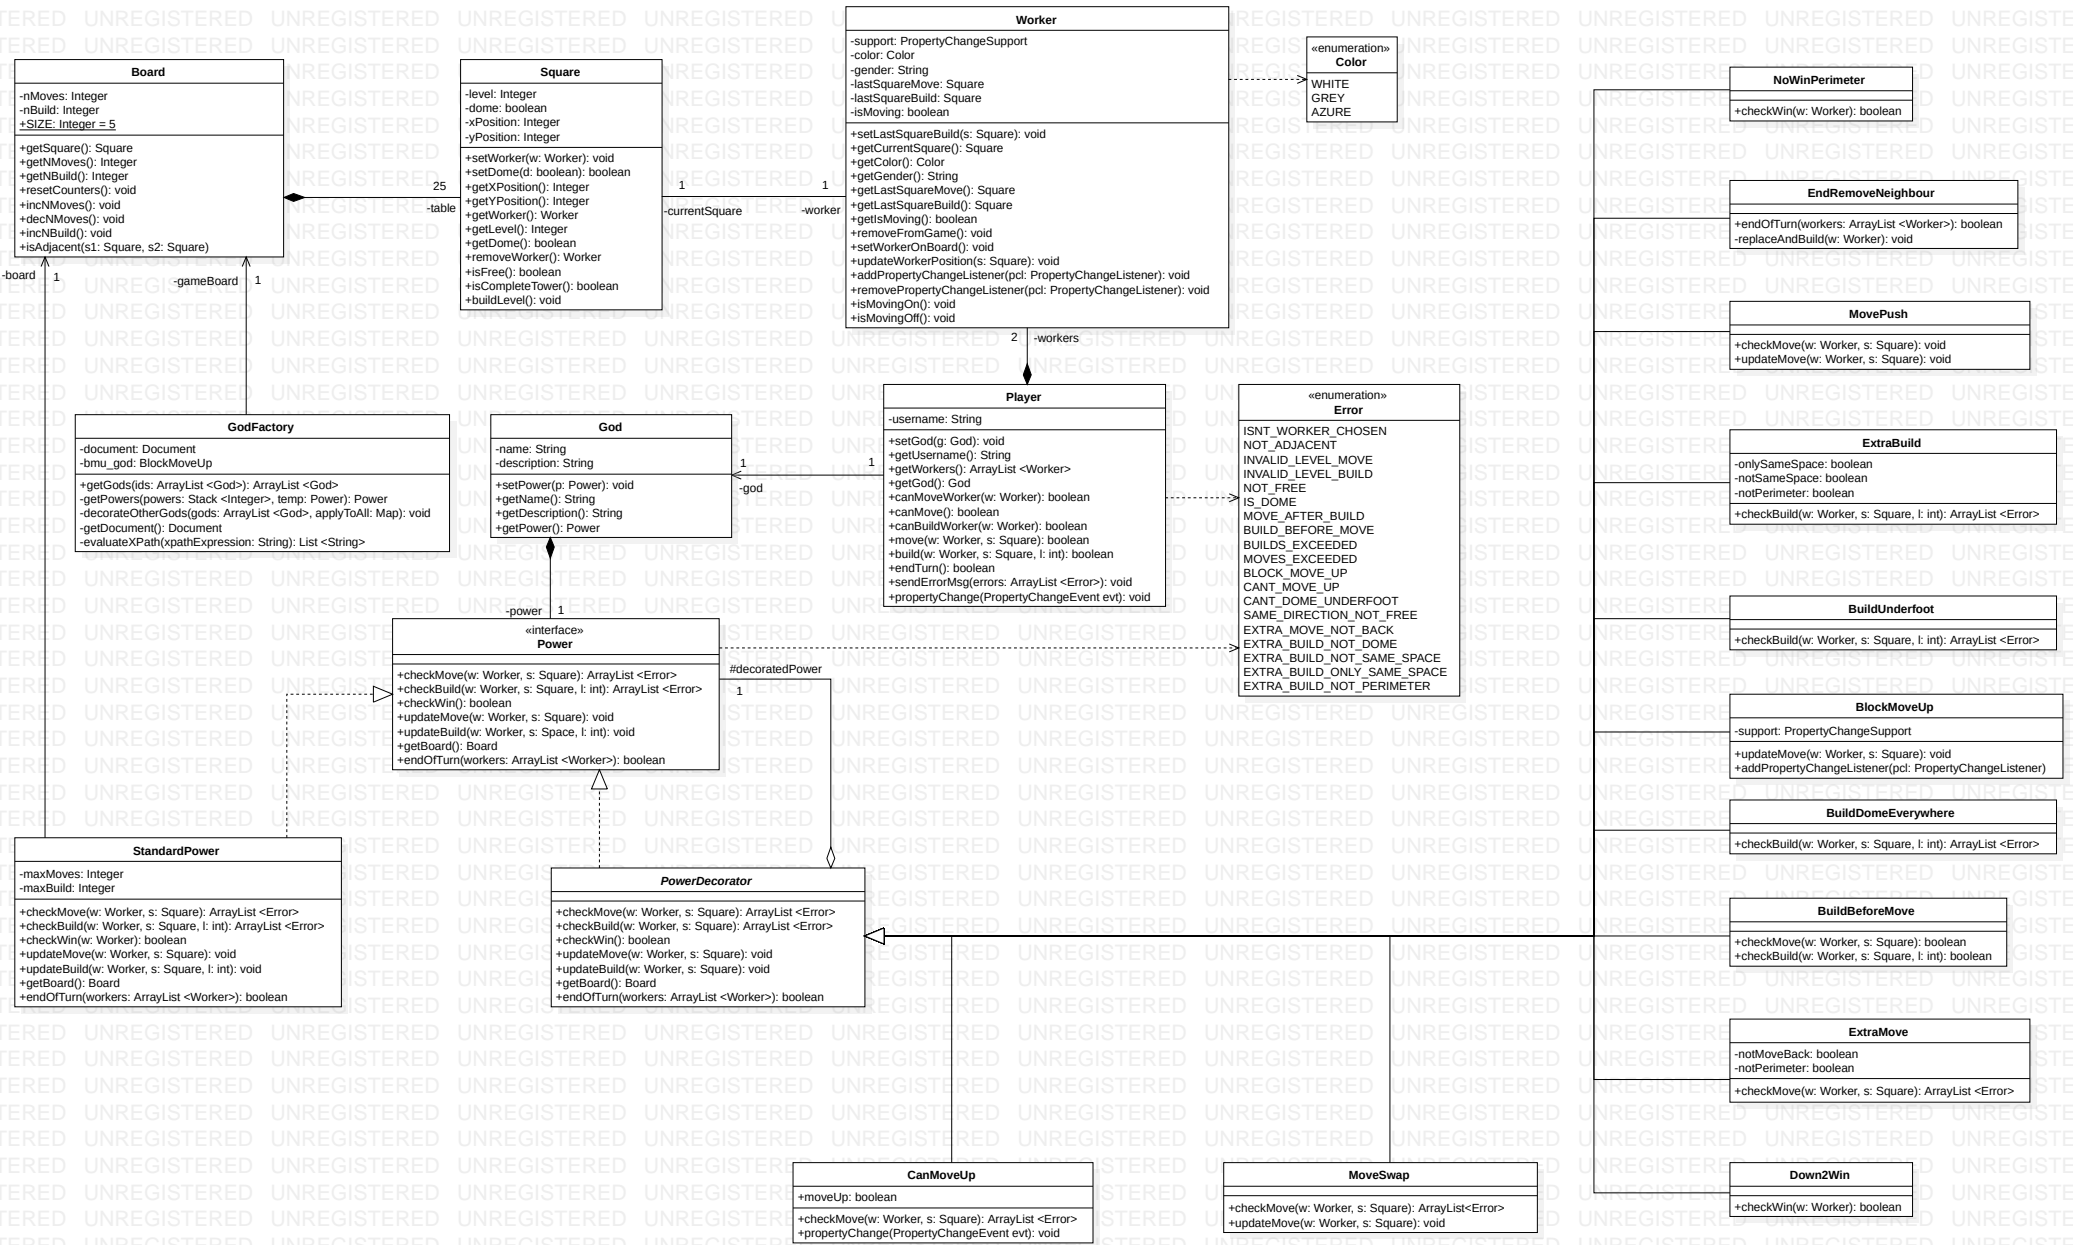 Board
-nMoves: Integer
-nBuild: Integer
+SIZE: Integer = 5
+getSquare(): Square
+getNMoves(): Integer
+getNBuild(): Integer
+resetCounters(): void
+incNMoves(): void
+decNMoves(): void
+incNBuild(): void
+isAdjacent(s1: Square, s2: Square)
25
-table
Square
-level: Integer
-dome: boolean
-xPosition: Integer
-yPosition: Integer
+setWorker(w: Worker): void
+setDome(d: boolean): boolean
+getXPosition(): Integer
+getYPosition(): Integer
+getWorker(): Worker
+getLevel(): Integer
+getDome(): boolean
+removeWorker(): Worker
+isFree(): boolean
+isCompleteTower(): boolean
+buildLevel(): void
1
-currentSquare
1
-worker
Worker
-support: PropertyChangeSupport
-color: Color
-gender: String
-lastSquareMove: Square
-lastSquareBuild: Square
-isMoving: boolean
+setLastSquareBuild(s: Square): void
+getCurrentSquare(): Square
+getColor(): Color
+getGender(): String
+getLastSquareMove(): Square
+getLastSquareBuild(): Square
+getIsMoving(): boolean
+removeFromGame(): void
+setWorkerOnBoard(): void
+updateWorkerPosition(s: Square): void
+addPropertyChangeListener(pcl: PropertyChangeListener): void
+removePropertyChangeListener(pcl: PropertyChangeListener): void
+isMovingOn(): void
+isMovingOff(): void
«enumeration»
Color
WHITE
GREY
AZURE
-board
1
-gameBoard
1
2
-workers
GodFactory
-document: Document
-bmu_god: BlockMoveUp
+getGods(ids: ArrayList <God>): ArrayList <God>
-getPowers(powers: Stack <Integer>, temp: Power): Power
-decorateOtherGods(gods: ArrayList <God>, applyToAll: Map): void
-getDocument(): Document
-evaluateXPath(xpathExpression: String): List <String>
God
-name: String
-description: String
+setPower(p: Power): void
+getName(): String
+getDescription(): String
+getPower(): Power
1
-god
1
Player
-username: String
+setGod(g: God): void
+getUsername(): String
+getWorkers(): ArrayList <Worker>
+getGod(): God
+canMoveWorker(w: Worker): boolean
+canMove(): boolean
+canBuildWorker(w: Worker): boolean
+move(w: Worker, s: Square): boolean
+build(w: Worker, s: Square, l: int): boolean
+endTurn(): boolean
+sendErrorMsg(errors: ArrayList <Error>): void
+propertyChange(PropertyChangeEvent evt): void
«enumeration»
Error
ISNT_WORKER_CHOSEN
NOT_ADJACENT
INVALID_LEVEL_MOVE
INVALID_LEVEL_BUILD
NOT_FREE
IS_DOME
MOVE_AFTER_BUILD
BUILD_BEFORE_MOVE
BUILDS_EXCEEDED
MOVES_EXCEEDED
BLOCK_MOVE_UP
CANT_MOVE_UP
CANT_DOME_UNDERFOOT
SAME_DIRECTION_NOT_FREE
EXTRA_MOVE_NOT_BACK
EXTRA_BUILD_NOT_DOME
EXTRA_BUILD_NOT_SAME_SPACE
EXTRA_BUILD_ONLY_SAME_SPACE
EXTRA_BUILD_NOT_PERIMETER
-power
1
«interface»
Power
+checkMove(w: Worker, s: Square): ArrayList <Error>
+checkBuild(w: Worker, s: Square, l: int): ArrayList <Error>
+checkWin(): boolean
+updateMove(w: Worker, s: Square): void
+updateBuild(w: Worker, s: Space, l: int): void
+getBoard(): Board
+endOfTurn(workers: ArrayList <Worker>): boolean
#decoratedPower
1
StandardPower
-maxMoves: Integer
-maxBuild: Integer
+checkMove(w: Worker, s: Square): ArrayList <Error>
+checkBuild(w: Worker, s: Square, l: int): ArrayList <Error>
+checkWin(w: Worker): boolean
+updateMove(w: Worker, s: Square): void
+updateBuild(w: Worker, s: Square, l: int): void
+getBoard(): Board
+endOfTurn(workers: ArrayList <Worker>): boolean
PowerDecorator
+checkMove(w: Worker, s: Square): ArrayList <Error>
+checkBuild(w: Worker, s: Square): ArrayList <Error>
+checkWin(): boolean
+updateMove(w: Worker, s: Square): void
+updateBuild(w: Worker, s: Square): void
+getBoard(): Board
+endOfTurn(workers: ArrayList <Worker>): boolean
CanMoveUp
+moveUp: boolean
+checkMove(w: Worker, s: Square): ArrayList <Error>
+propertyChange(PropertyChangeEvent evt): void
MoveSwap
+checkMove(w: Worker, s: Square): ArrayList<Error>
+updateMove(w: Worker, s: Square): void
NoWinPerimeter
+checkWin(w: Worker): boolean
EndRemoveNeighbour
+endOfTurn(workers: ArrayList <Worker>): boolean
-replaceAndBuild(w: Worker): void
MovePush
+checkMove(w: Worker, s: Square): void
+updateMove(w: Worker, s: Square): void
ExtraBuild
-onlySameSpace: boolean
-notSameSpace: boolean
-notPerimeter: boolean
+checkBuild(w: Worker, s: Square, l: int): ArrayList <Error>
BuildUnderfoot
+checkBuild(w: Worker, s: Square, l: int): ArrayList <Error>
BlockMoveUp
-support: PropertyChangeSupport
+updateMove(w: Worker, s: Square): void
+addPropertyChangeListener(pcl: PropertyChangeListener)
BuildDomeEverywhere
+checkBuild(w: Worker, s: Square, l: int): ArrayList <Error>
BuildBeforeMove
+checkMove(w: Worker, s: Square): boolean
+checkBuild(w: Worker, s: Square, l: int): boolean
ExtraMove
-notMoveBack: boolean
-notPerimeter: boolean
+checkMove(w: Worker, s: Square): ArrayList <Error>
Down2Win
+checkWin(w: Worker): boolean
UNREGISTERED